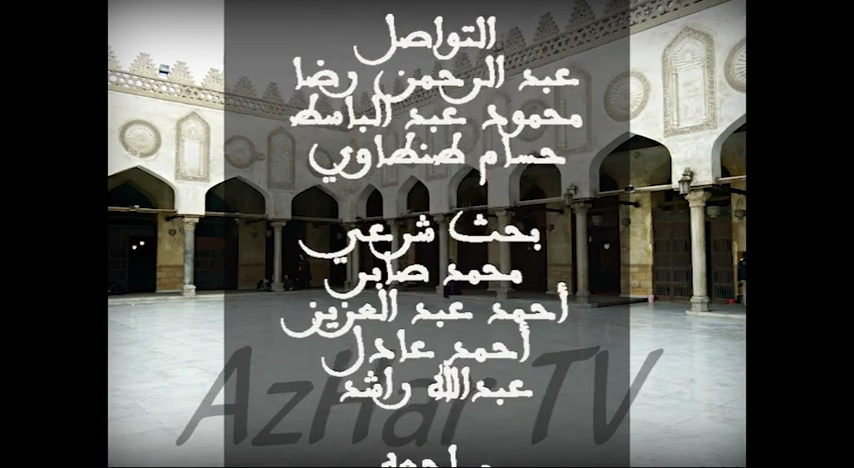 التواصل
عبد الرحمن رضا
محمود عبد الباسط
حسام طنطاوي
بحث شرعي
محمد صابر
أحمد عبد العزيز
أحمد عادل
عبدالله راشد
Azhar TV